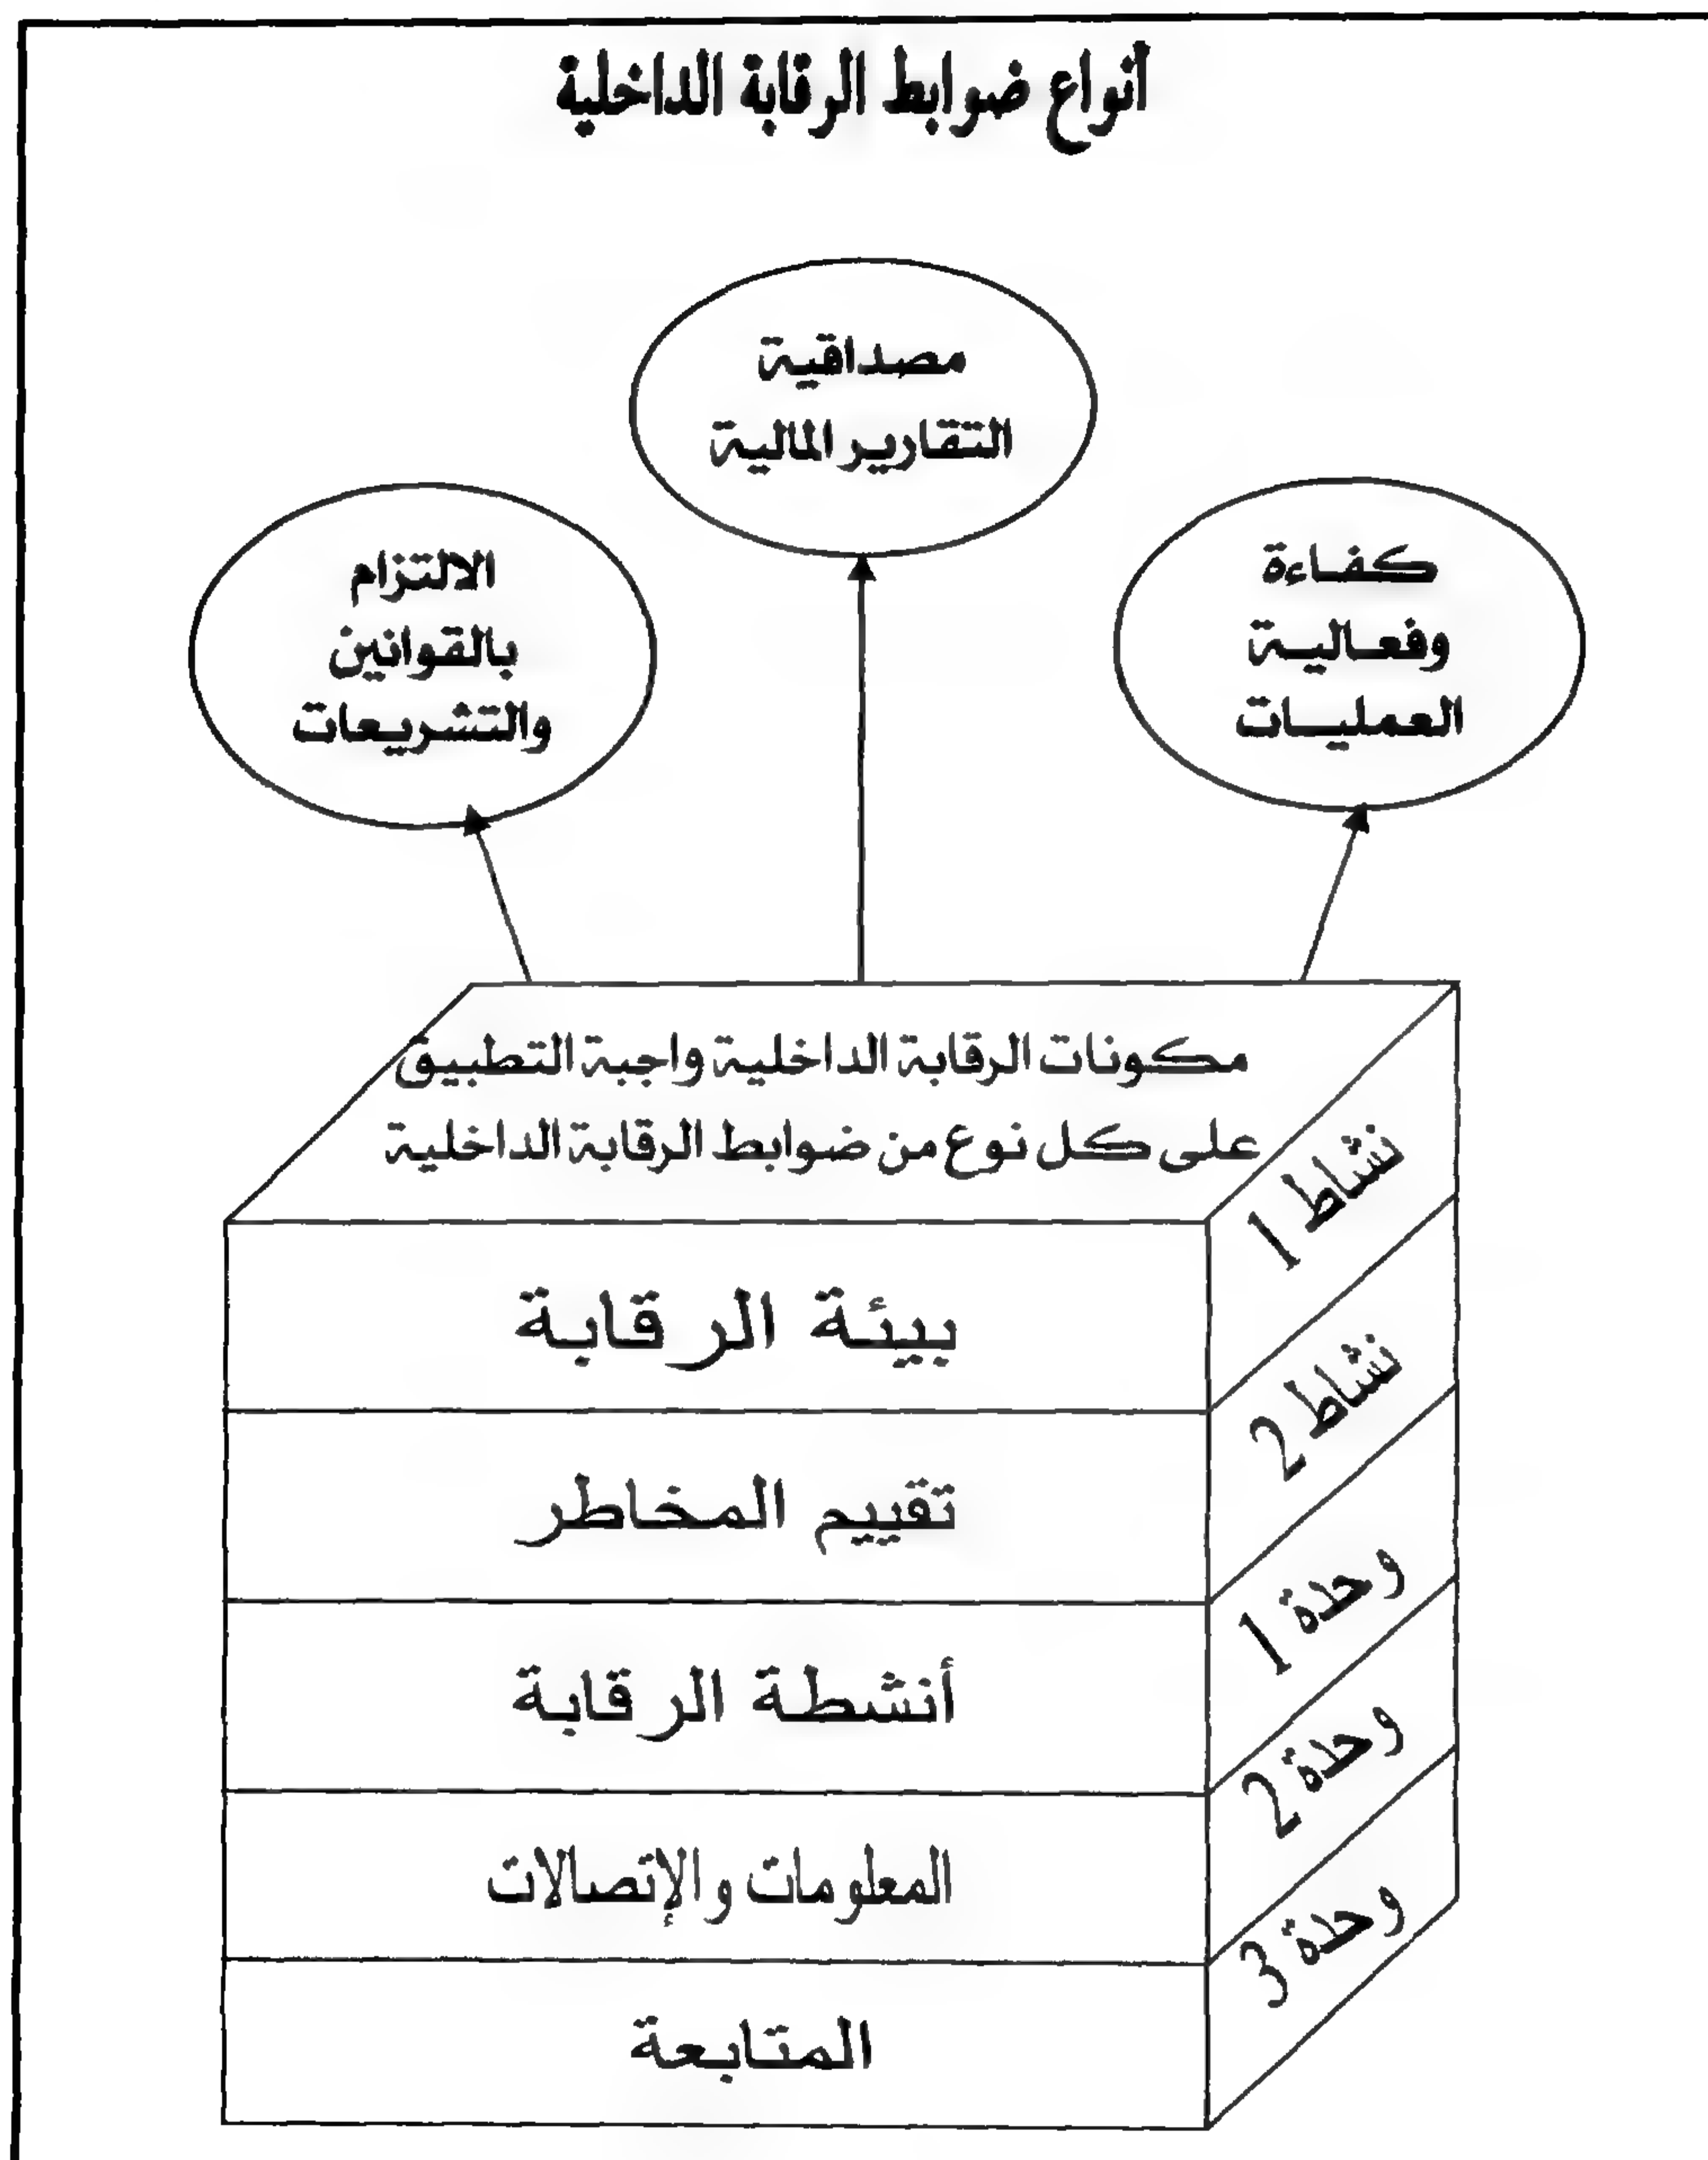 أنواع ضوابط الرقابة الداخلية
مصداقية
التقارير المالية
كفاءة
وفعالية
العمليات
الالتزام
بالقوانين
والتشريعات
مكونات الرقابة الداخلية واجبة التطبيق
على كل نوع من ضوابط الرقابة الداخلية
بيئة الرقابة
تقييم المخاطر
أنشطة الرقابة
المعلومات والإتصالات
المتابعة
نشاط 1
نشاط 2
وحدة 1
وحدة 2
وحدة 3